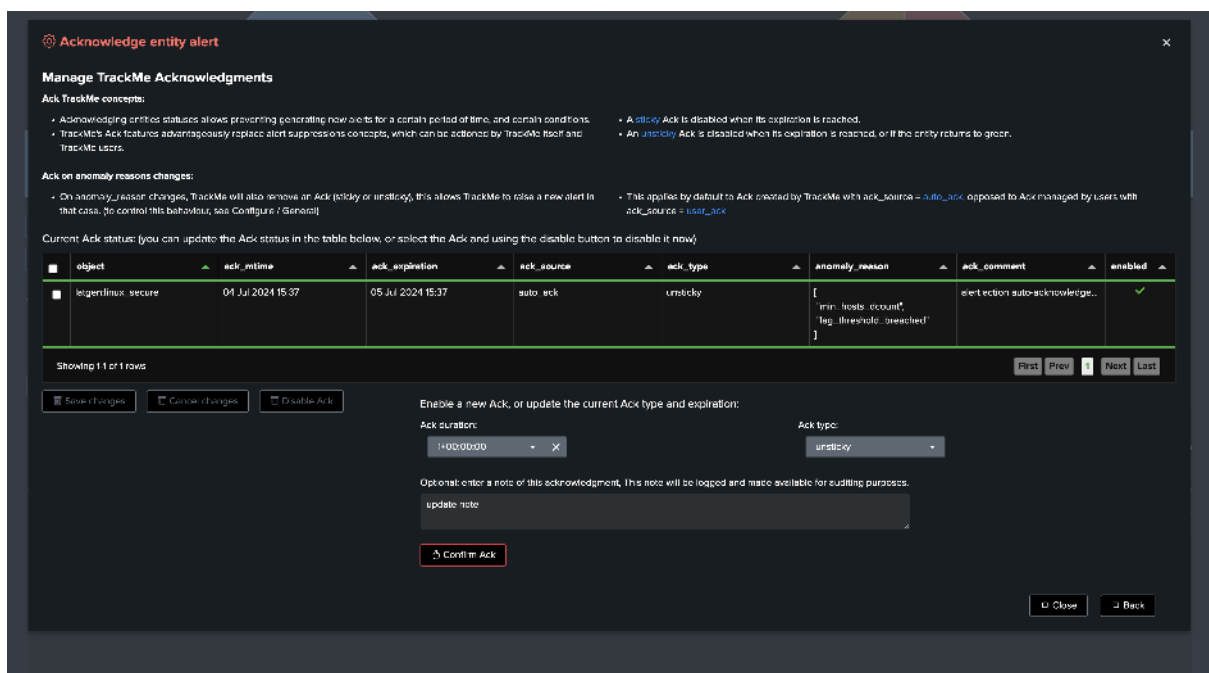 Acknowledge entity alert
Manage TrackMe Acknowledgments
Ack TrackMe concepts:
• Acknowledging entities statuses allows preventing generating new alerts for a certain period of time, and certain conditions.
• TrackMe's Ack features advantageously replace alert suppressions concepts, which can be actioned by TrackMe itself and
TrackMe users.
• A sticky Ack is disabled when its expiration is reached.
• An unsticky Ack is disabled when its expiration is reached, or if the entity returns to green.
Ack on anomaly reasons changes:
• On anomaly_reason changes, TrackMe will also remove an Ack (sticky or unsticky), this allows TrackMe to raise a new alert in
that case. (to control this behaviour, see Configure / General)
• This applies by default to Ack created by TrackMe with ack_source = auto_ack, opposed to Ack managed by users with
ack_source = user_ack
Current Ack status: (you can update the Ack status in the table below, or select the Ack and using the disable button to disable it now)
object ack_mtime ack_expiration ack_source ack_type anomaly_reason ack_comment enabled
04 Jul 2024 15:37 05 Jul 2024 15:37 auto_ack unsticky [ alert action auto-acknowledge...
"min_hosts_dcount",
"lag_threshold_breached"
]
Showing 1-1 of 1 rows
First Prev 1 Next Last
Save changes Cancel changes Disable Ack
Enable a new Ack, or update the current Ack type and expiration:
Ack duration: Ack type:
1+00:00:00 unsticky
Optional: enter a note of this acknowledgment, This note will be logged and made available for auditing purposes.
update note
Confirm Ack
Close Back